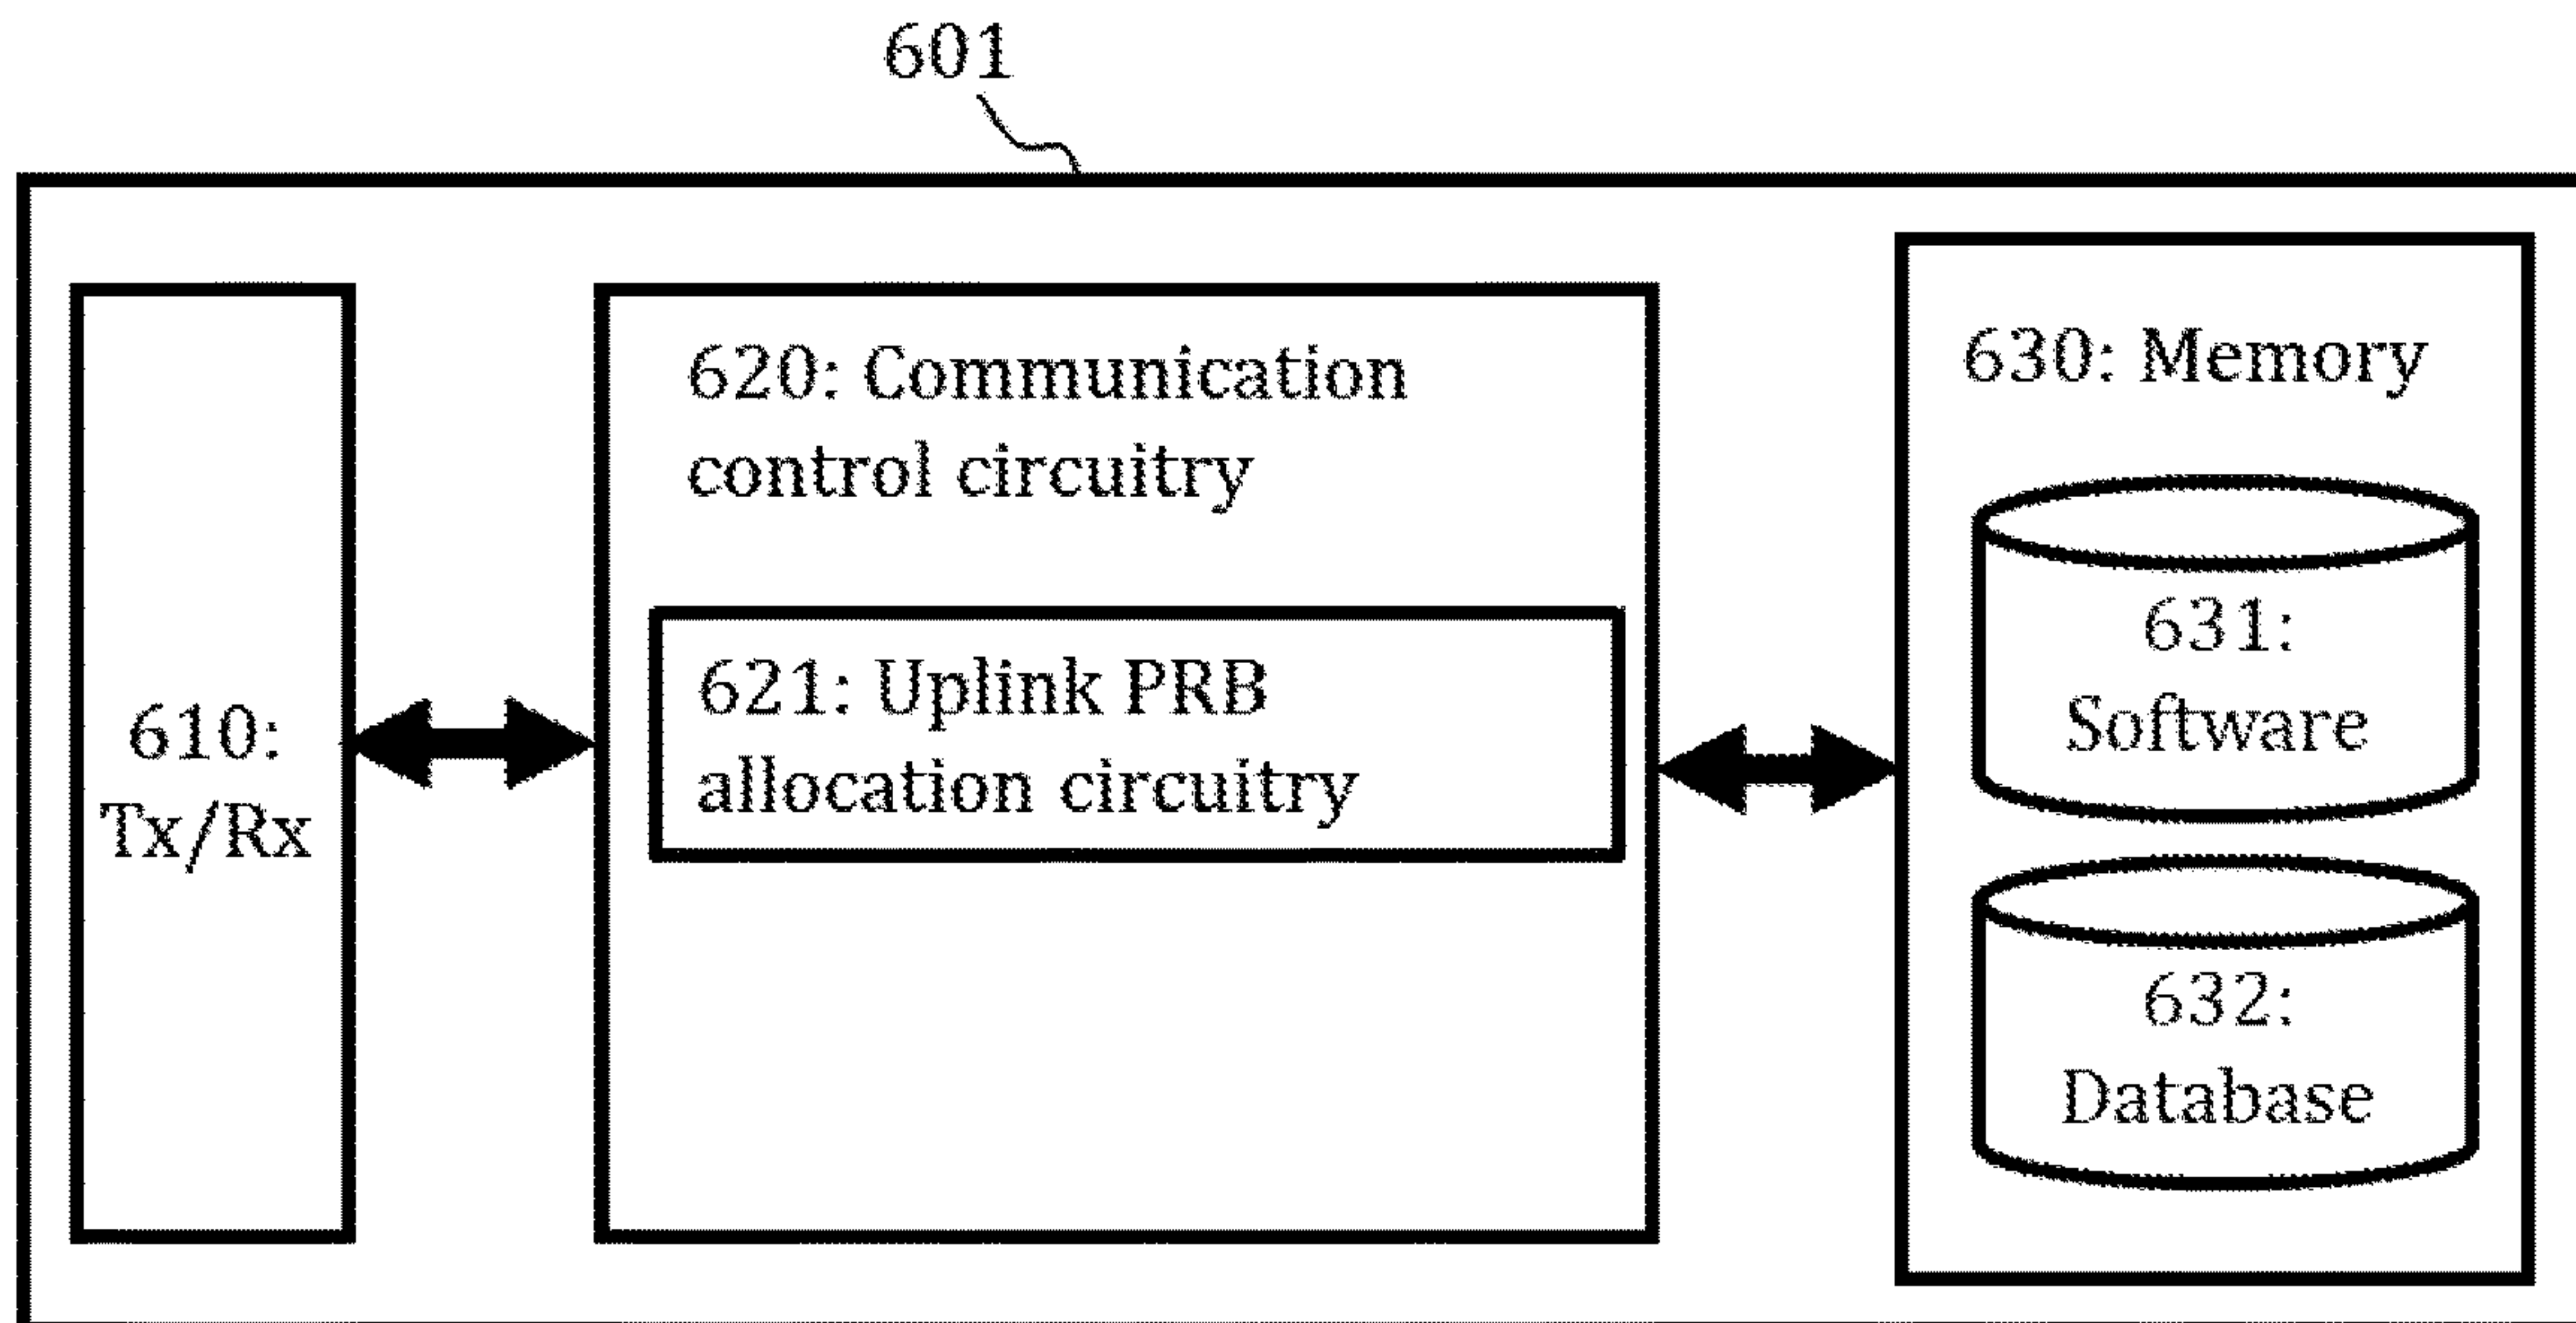 601
610:
Tx/Rx
620: Communication
control circuitry
621: Uplink PRB
allocation circuitry
630: Memory
631:
Software
632:
Database